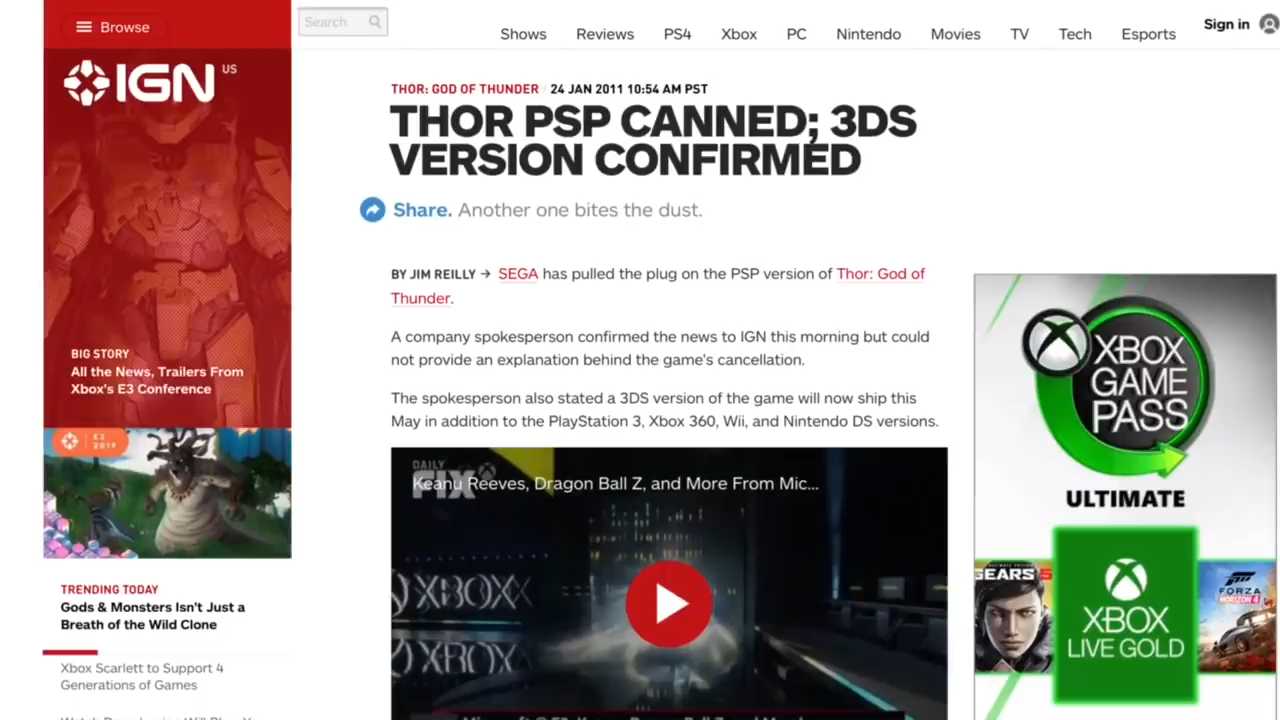 Browse
Search
Shows Reviews PS4 Xbox PC Nintendo Movies TV Tech Esports
Sign in
IGN US
THOR: GOD OF THUNDER / 24 JAN 2011 10:54 AM PST
THOR PSP CANNED; 3DS
VERSION CONFIRMED
Share. Another one bites the dust.
BY JIM REILLY → SEGA has pulled the plug on the PSP version of Thor: God of
Thunder.
A company spokesperson confirmed the news to IGN this morning but could
not provide an explanation behind the game's cancellation.
The spokesperson also stated a 3DS version of the game will now ship this
May in addition to the PlayStation 3, Xbox 360, Wii, and Nintendo DS versions.
DAILY
FIX
Keanu Reeves, Dragon Ball Z, and More From Mic...
XBOX
XBOX
BIG STORY
All the News, Trailers From
Xbox's E3 Conference
E3
2019
TRENDING TODAY
Gods & Monsters Isn't Just a
Breath of the Wild Clone
Xbox Scarlett to Support 4
Generations of Games
XBOX
GAME
PASS
ULTIMATE
GEARS 5
XBOX
LIVE GOLD
FORZA
HORIZON 4